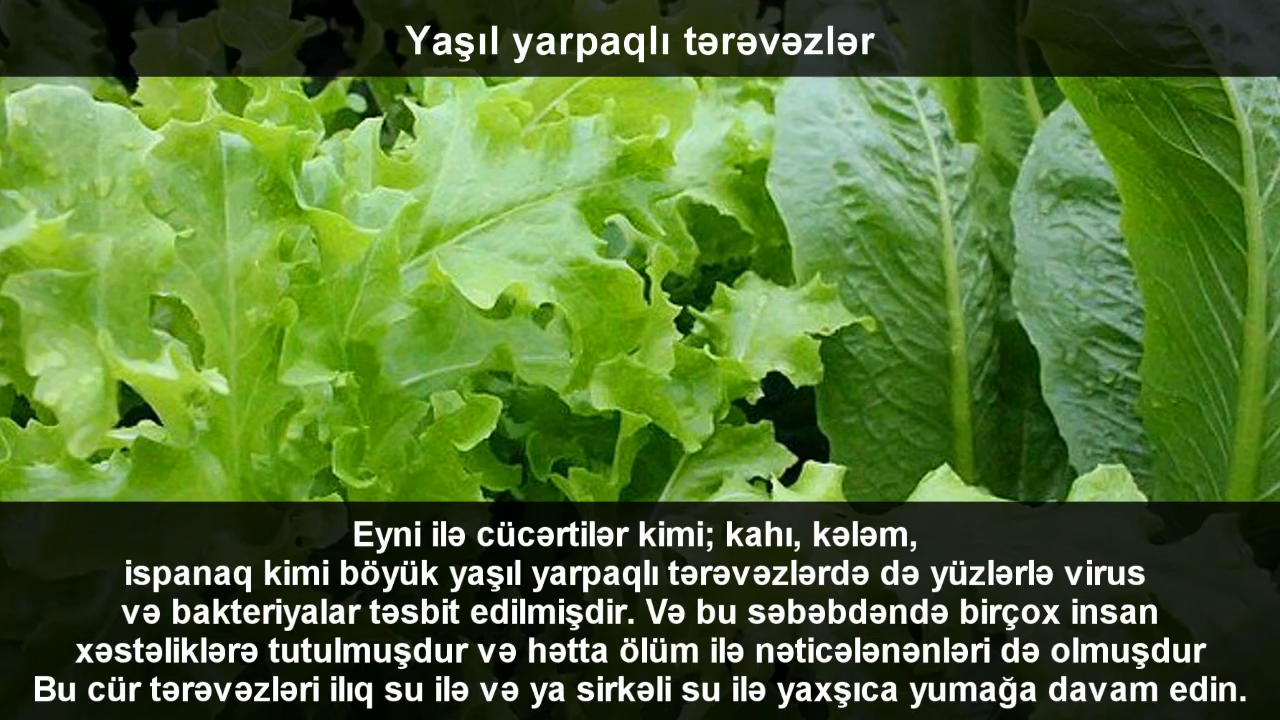 Yaşıl yarpaqlı tərəvəzlər
Eyni ilə cücərtilər kimi; kahı, kələm,
ispanaq kimi böyük yaşıl yarpaqlı tərəvəzlərdə də yüzlərlə virus
və bakteriyalar təsbit edilmişdir. Və bu səbəbdəndə birçox insan
xəstəliklərə tutulmuşdur və hətta ölüm ilə nəticələnənləri də olmuşdur
Bu cür tərəvəzləri ilıq su ilə və ya sirkəli su ilə yaxşıca yumağa davam edin.